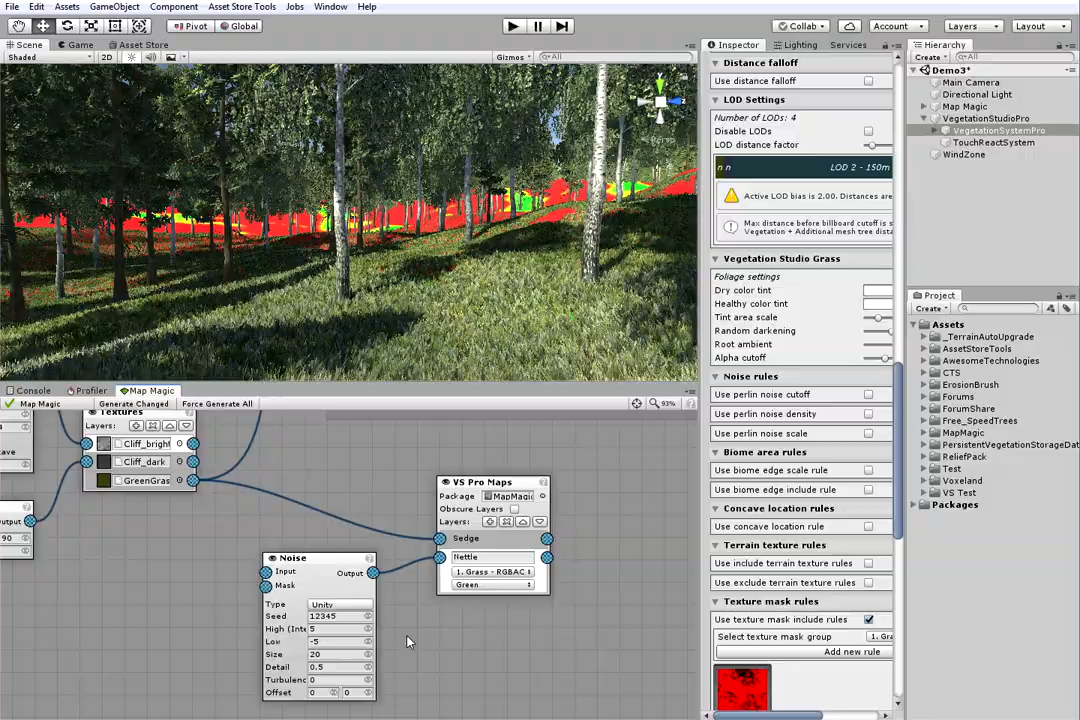 File Edit Assets GameObject Component Asset Store Tools Jobs Window Help
Pivot Global Collab Account Layers Layout
Scene Game Asset Store
Shaded 2D Gizmos All
Persp
Console Profiler Map Magic
Map Magic Generate Changed Force Generate All 93%
Textures
Cliff_bright
Cliff_dark
GreenGras
Output
90
Noise
Input
Output
Mask
Type Unity
Seed 12345
High (Inte 5
Low -5
Size 20
Detail 0.5
Turbulenc 0
Offset 0 0
VS Pro Maps
Package MapMagic
Obscure Layers
Layers:
Sedge
Nettle
1. Grass - RGBAC
Green
Inspector Lighting Services
Distance falloff
Use distance falloff
LOD Settings
Number of LODs: 4
Disable LODs
LOD distance factor
LOD 2 - 150m
Active LOD bias is 2.00. Distances are
Max distance before billboard cutoff is s
Vegetation + Additional mesh tree dista
Vegetation Studio Grass
Foliage settings
Dry color tint
Healthy color tint
Tint area scale
Random darkening
Root ambient
Alpha cutoff
Noise rules
Use perlin noise cutoff
Use perlin noise density
Use perlin noise scale
Biome area rules
Use biome edge scale rule
Use biome edge include rule
Concave location rules
Use concave location rule
Terrain texture rules
Use include terrain texture rules
Use exclude terrain texture rules
Texture mask rules
Use texture mask include rules
Select texture mask group 1. Gra
Add new rule
Hierarchy
Create All
Demo3*
Main Camera
Directional Light
Map Magic
VegetationStudioPro
VegetationSystemPro
TouchReactSystem
WindZone
Project
Create
Assets
_TerrainAutoUpgrade
AssetStoreTools
AwesomeTechnologies
CTS
ErosionBrush
Forums
ForumShare
Free_SpeedTrees
MapMagic
PersistentVegetationStorageDat
ReliefPack
Test
Voxeland
VS Test
Packages